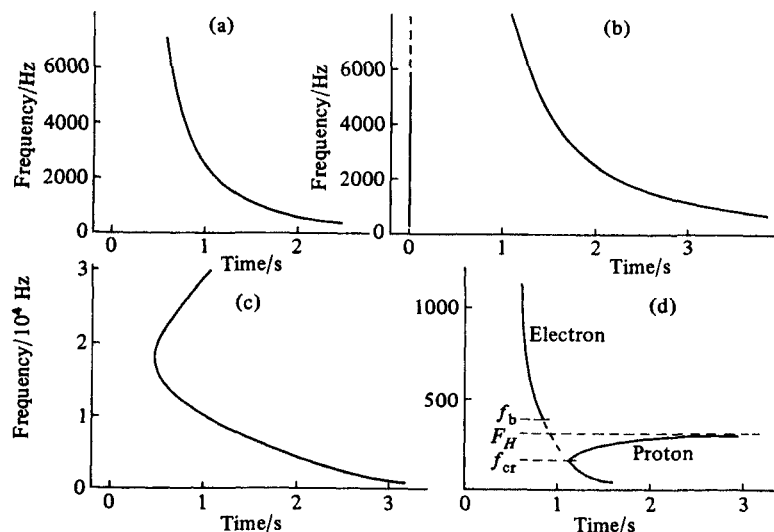 (a)
Frequency/Hz
6000
4000
2000
0
0 1 2
Time/s
(b)
Frequency/Hz
6000
4000
2000
0
0 1 2 3
Time/s
(c)
Frequency/10⁴ Hz
3
2
1
0
0 1 2 3
Time/s
(d)
1000
500
Electron
f_b
F_H
f_cr
Proton
0 1 2 3
Time/s